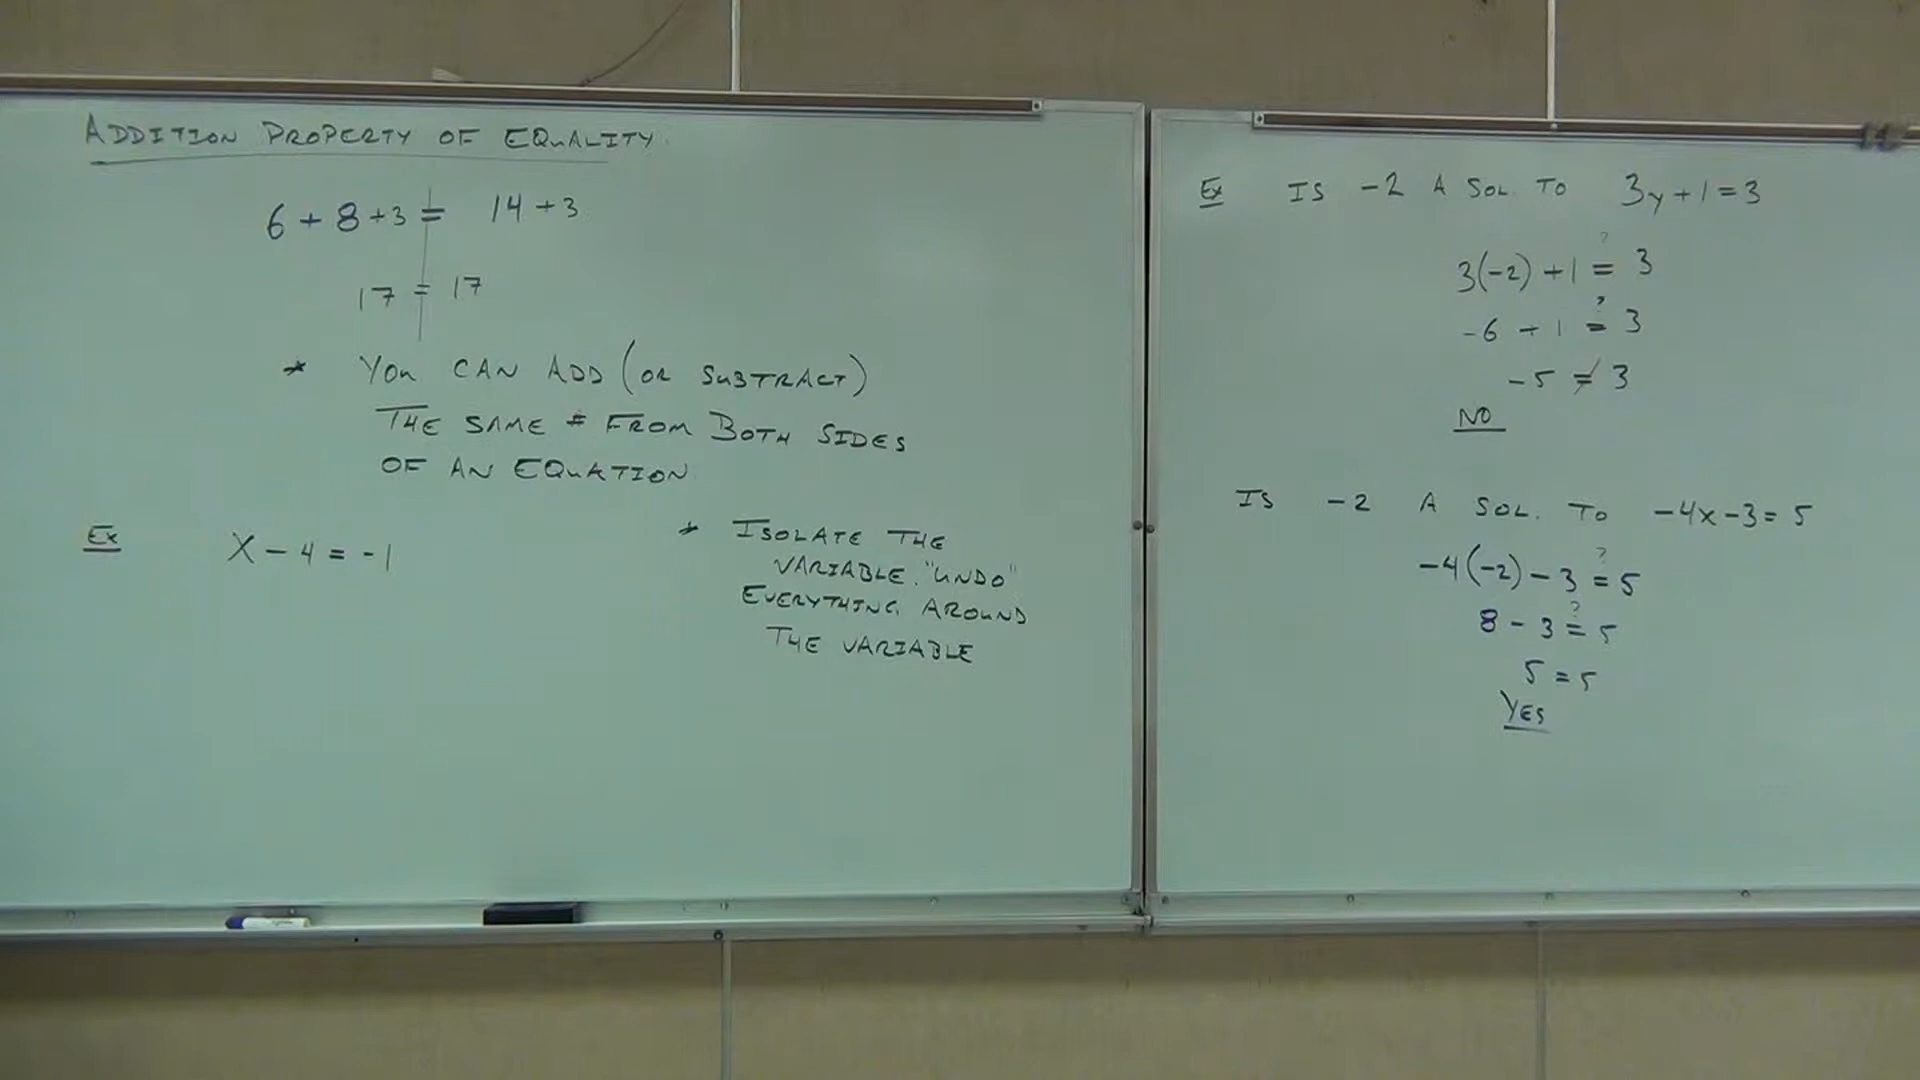 ADDITION PROPERTY OF EQUALITY.
6 + 8 + 3 = 14 + 3
17 = 17
* YOU CAN ADD (OR SUBTRACT)
THE SAME # FROM BOTH SIDES
OF AN EQUATION
Ex X - 4 = -1
* ISOLATE THE
VARIABLE. "UNDO"
EVERYTHING AROUND
THE VARIABLE
Ex IS -2 A SOL. TO 3y + 1 = 3
3(-2) + 1 ?= 3
-6 + 1 ?= 3
-5 ≠ 3
NO
IS -2 A SOL. TO -4x - 3 = 5
-4(-2) - 3 ?= 5
8 - 3 ?= 5
5 = 5
YES